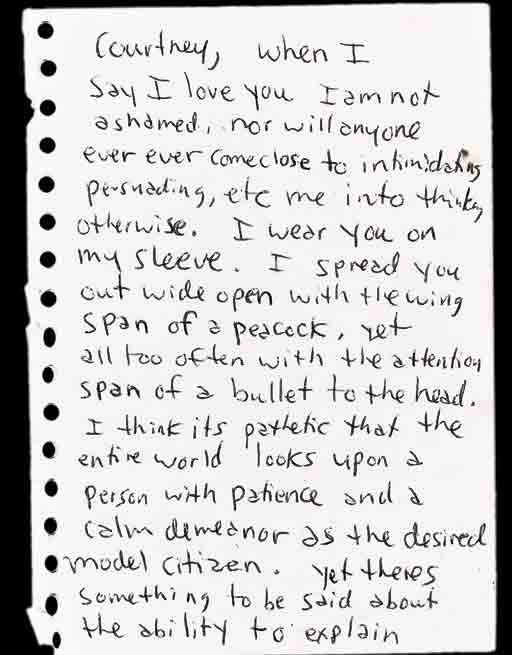 Courtney, when I
say I love you I am not
ashamed, nor will anyone
ever ever come close to intimidating
persuading, etc me into thinking
otherwise. I wear you on
my sleeve. I spread you
out wide open with the wing
span of a peacock, yet
all too often with the attention
span of a bullet to the head.
I think its pathetic that the
entire world looks upon a
person with patience and a
calm demeanor as the desired
model citizen. yet theres
something to be said about
the ability to explain